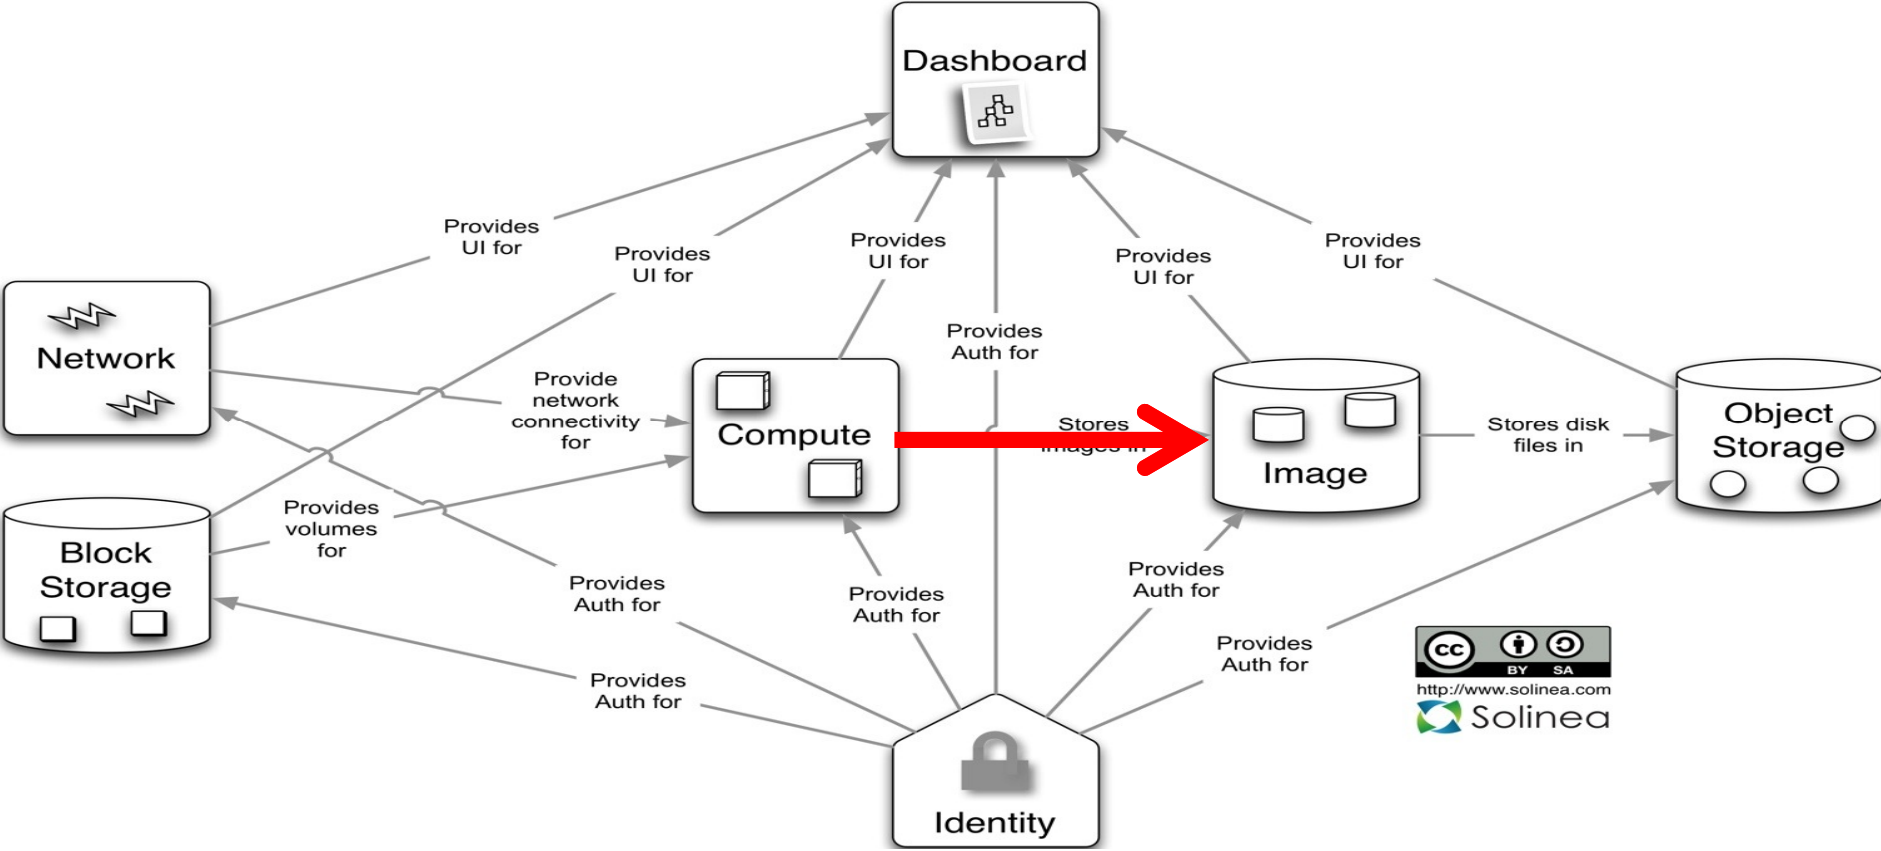 Dashboard
Provides
UI for
Provides
UI for
Provides
UI for
Provides
UI for
Provides
UI for
Provides
Auth for
Network
Provide
network
connectivity
for
Compute
Stores
images in
Image
Stores disk
files in
Object
Storage
Provides
volumes
for
Block
Storage
Provides
Auth for
Provides
Auth for
Provides
Auth for
Provides
Auth for
Provides
Auth for
Identity
cc
BY SA
http://www.solinea.com
Solinea